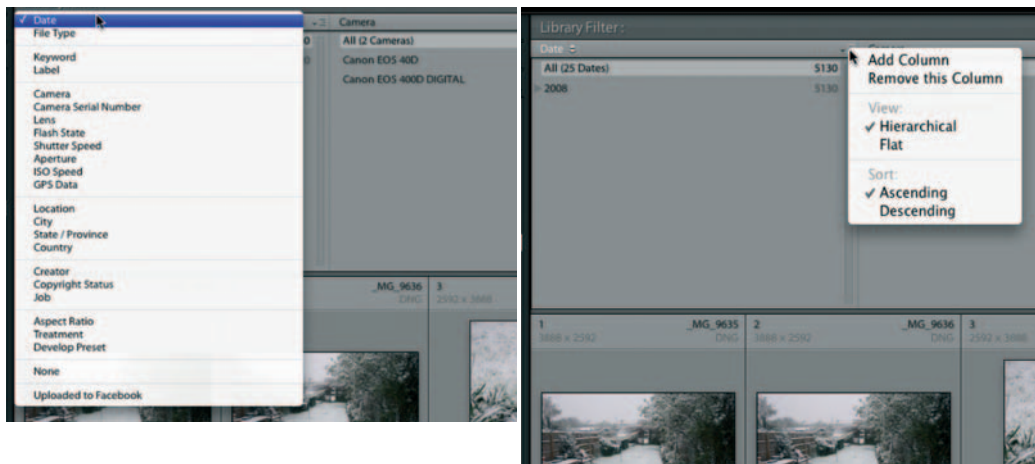 Date
File Type
Keyword
Label
Camera
Camera Serial Number
Lens
Flash State
Shutter Speed
Aperture
ISO Speed
GPS Data
Location
City
State / Province
Country
Creator
Copyright Status
Job
Aspect Ratio
Treatment
Develop Preset
None
Uploaded to Facebook
Camera
All (2 Cameras)
Canon EOS 40D
Canon EOS 400D DIGITAL
_MG_9636 3
DNG 2592 x 3888
Library Filter :
Date
All (25 Dates) 5130
2008 5130
Add Column
Remove this Column
View:
Hierarchical
Flat
Sort:
Ascending
Descending
1 _MG_9635 2 _MG_9636 3
3888 x 2592 DNG 3888 x 2592 DNG 2592 x 3888